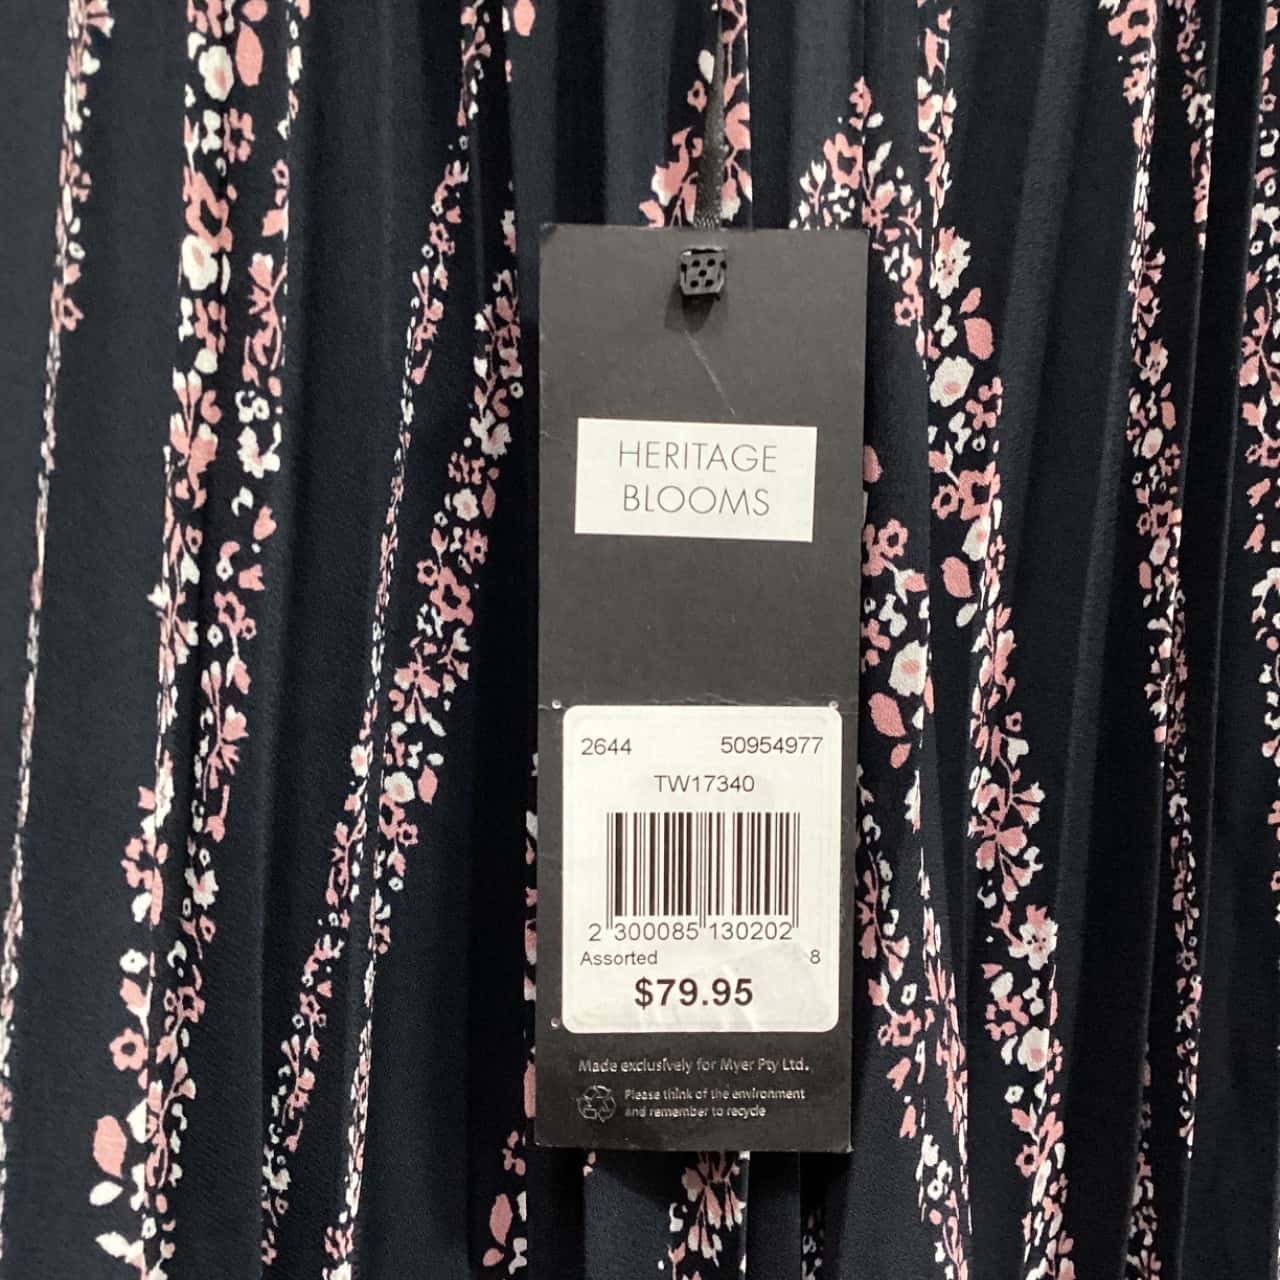 HERITAGE
BLOOMS
2644 50954977
TW17340
2 300085 130202
Assorted 8
$79.95
Made exclusively for Myer Pty Ltd.
Please think of the environment
and remember to recycle